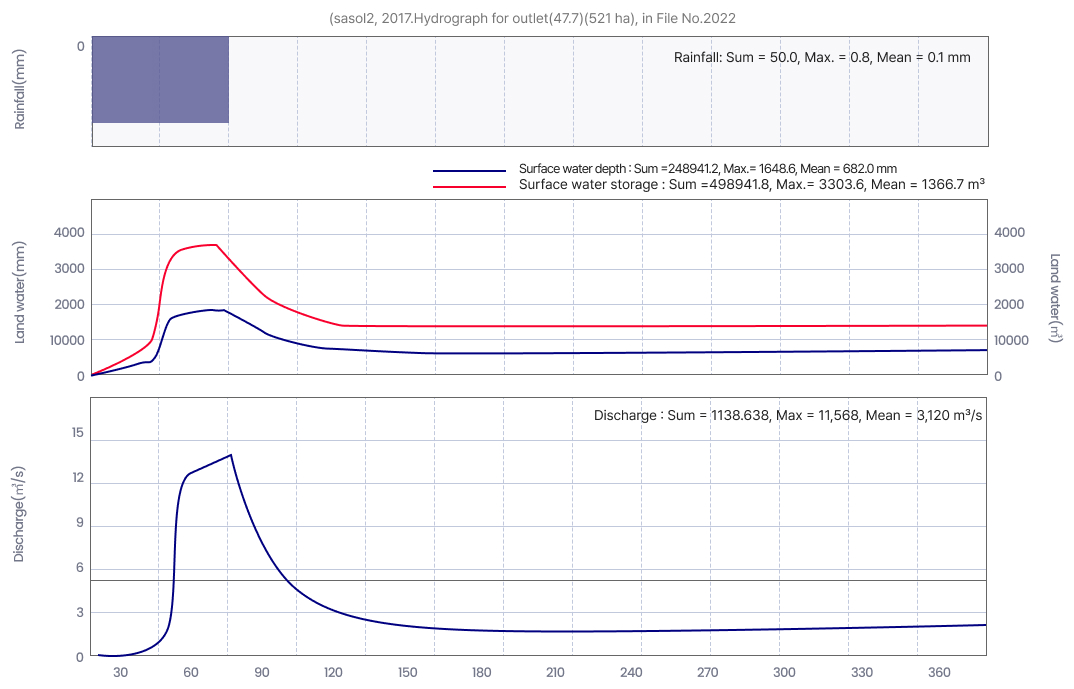 (sasol2, 2017.Hydrograph for outlet(47.7)(521 ha), in File No.2022
Rainfall(mm)
0
Rainfall: Sum = 50.0, Max. = 0.8, Mean = 0.1 mm
Surface water depth : Sum =248941.2, Max.= 1648.6, Mean = 682.0 mm
Surface water storage : Sum =498941.8, Max.= 3303.6, Mean = 1366.7 m³
Land water(mm)
4000
3000
2000
10000
0
4000
3000
2000
10000
0
Land water(㎥)
Discharge : Sum = 1138.638, Max = 11,568, Mean = 3,120 m³/s
Discharge(㎥/s)
15
12
9
6
3
0
30 60 90 120 150 180 210 240 270 300 330 360